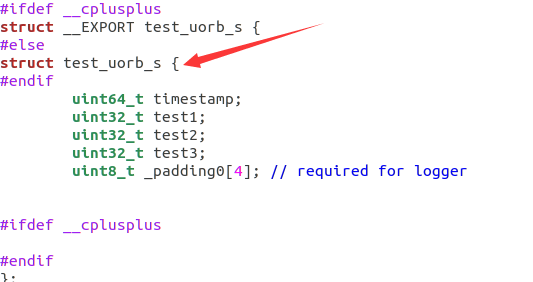 #ifdef __cplusplus
struct __EXPORT test_uorb_s {
#else
struct test_uorb_s {
#endif
uint64_t timestamp;
uint32_t test1;
uint32_t test2;
uint32_t test3;
uint8_t _padding0[4]; // required for logger
#ifdef __cplusplus
#endif
};